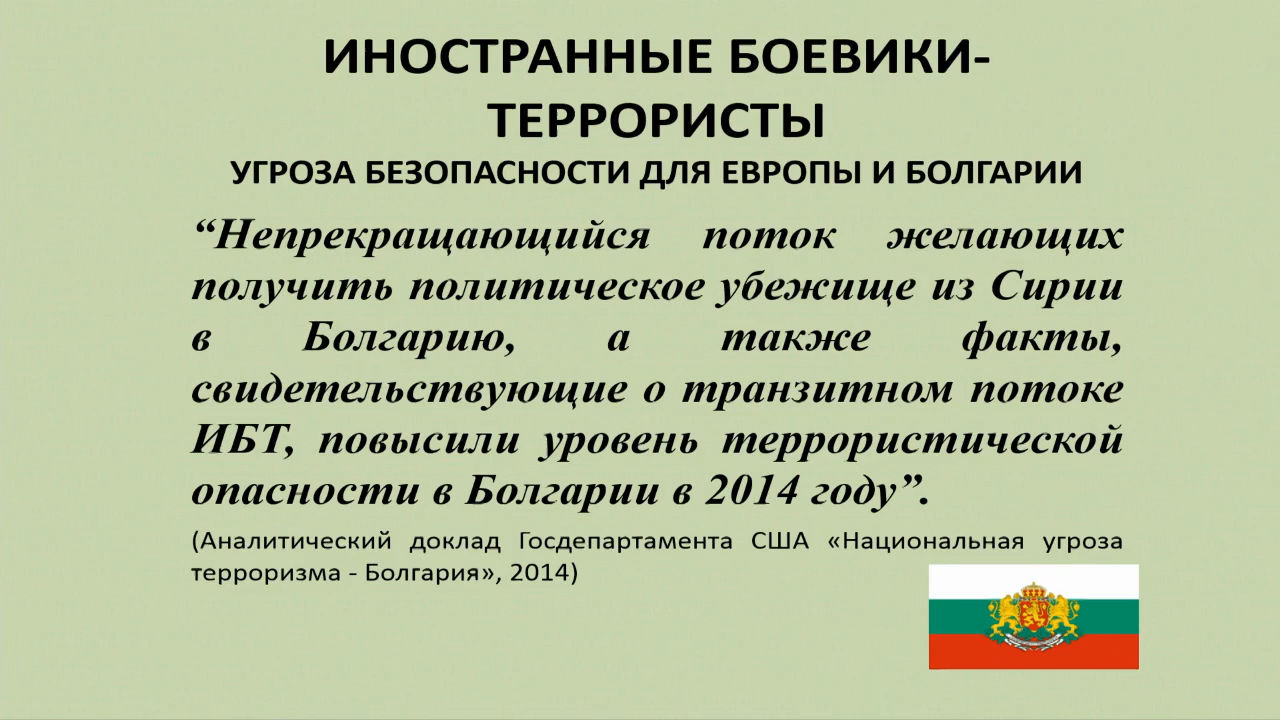 ИНОСТРАННЫЕ БОЕВИКИ-
ТЕРРОРИСТЫ
УГРОЗА БЕЗОПАСНОСТИ ДЛЯ ЕВРОПЫ И БОЛГАРИИ
“Непрекращающийся поток желающих
получить политическое убежище из Сирии
в Болгарию, а также факты,
свидетельствующие о транзитном потоке
ИБТ, повысили уровень террористической
опасности в Болгарии в 2014 году”.
(Аналитический доклад Госдепартамента США «Национальная угроза
терроризма - Болгария», 2014)